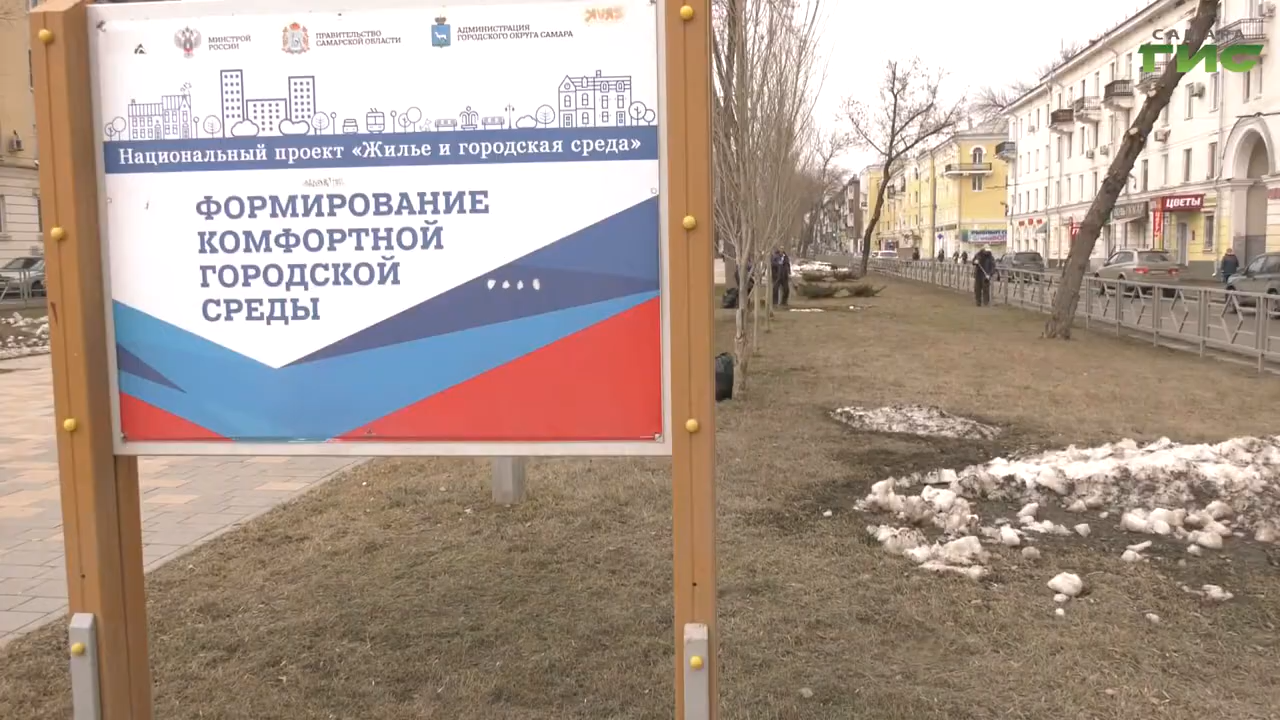 МИНСТРОЙ
РОССИИ
ПРАВИТЕЛЬСТВО
САМАРСКОЙ ОБЛАСТИ
АДМИНИСТРАЦИЯ
ГОРОДСКОГО ОКРУГА САМАРА
Национальный проект «Жилье и городская среда»
ФОРМИРОВАНИЕ
КОМФОРТНОЙ
ГОРОДСКОЙ
СРЕДЫ
САМАРА
ГИС
ЦВЕТЫ